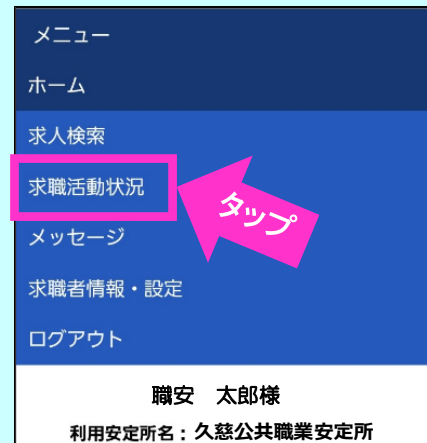 メニュー
ホーム
求人検索
求職活動状況
タップ
メッセージ
求職者情報・設定
ログアウト
職安　太郎様
利用安定所名：久慈公共職業安定所